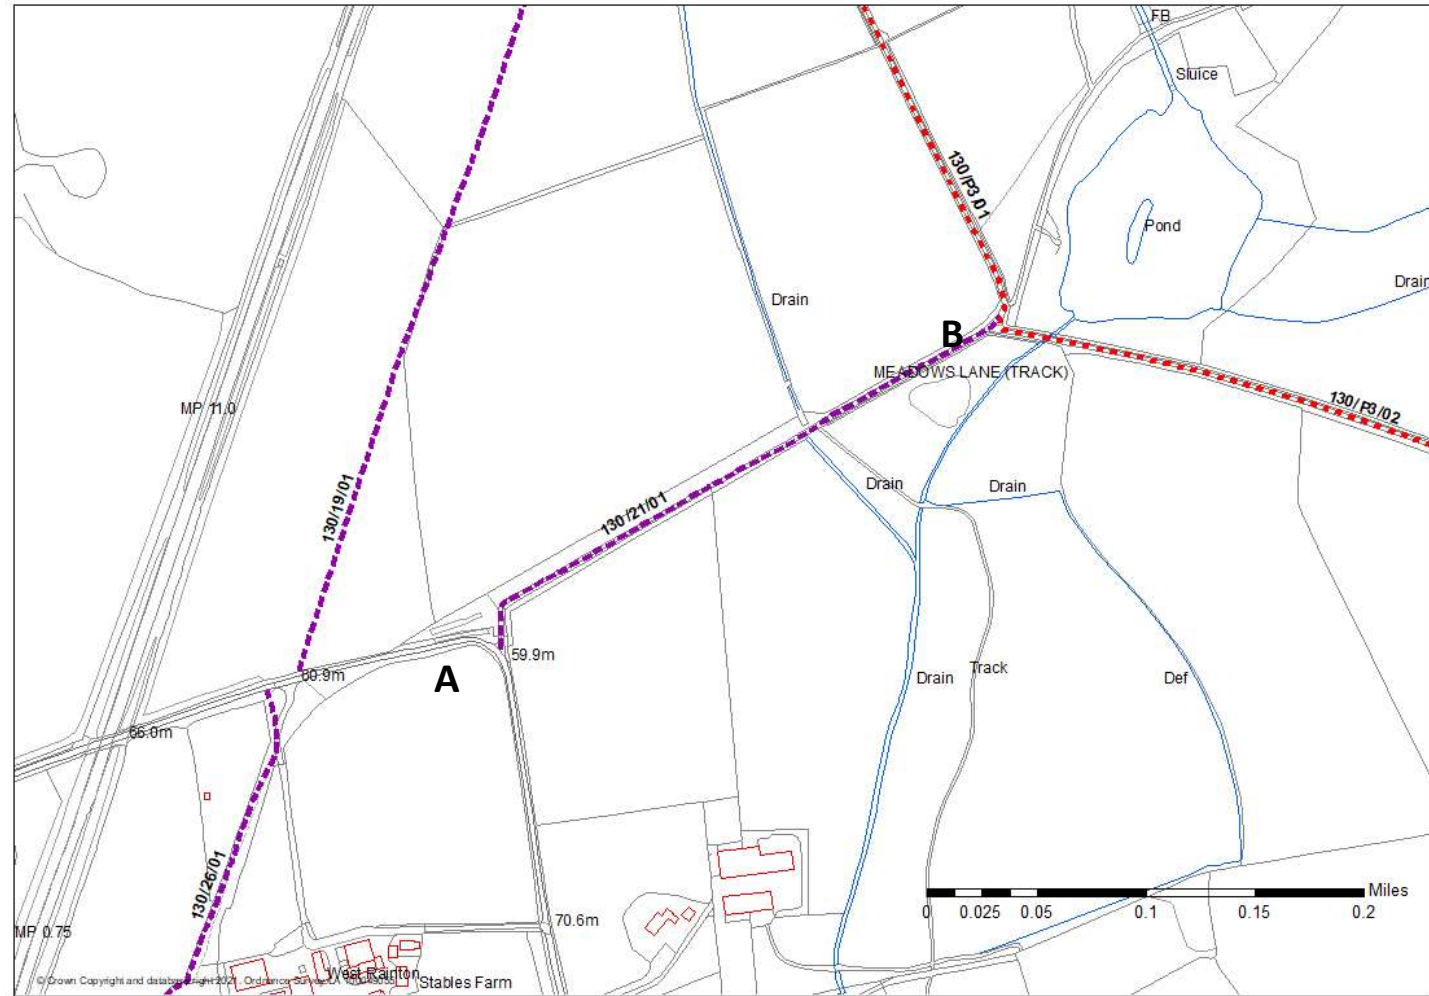 FB
Sluice
130/P3/01
Pond
Drain
Drain
B
MEADOWS LANE (TRACK)
MP 11.0
130/P3/02
130/19/01
Drain
Drain
130/21/01
59.9m
A
60.9m
Drain
Track
Def
66.0m
130/26/01
Miles
0 0.025 0.05 0.1 0.15 0.2
70.6m
MP 0.75
West Rainton
Stables Farm
© Crown Copyright and database right 2021. Ordnance Survey LA